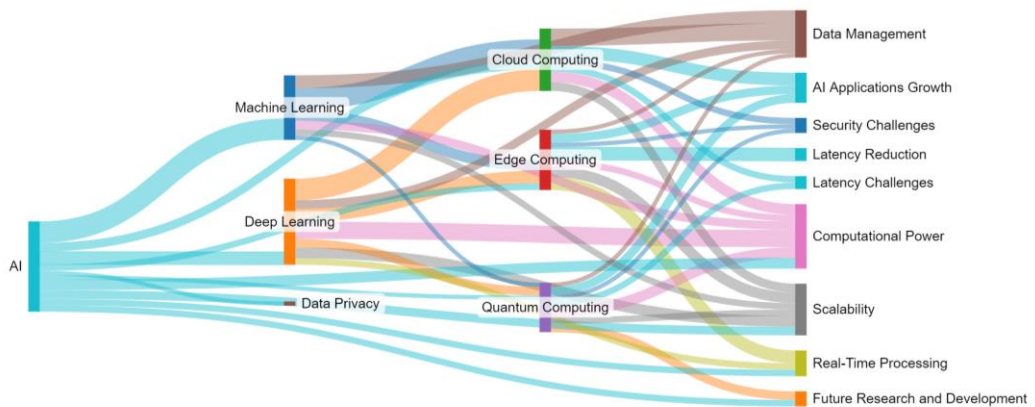 AI
Machine Learning
Deep Learning
Data Privacy
Cloud Computing
Edge Computing
Quantum Computing
Data Management
AI Applications Growth
Security Challenges
Latency Reduction
Latency Challenges
Computational Power
Scalability
Real-Time Processing
Future Research and Development